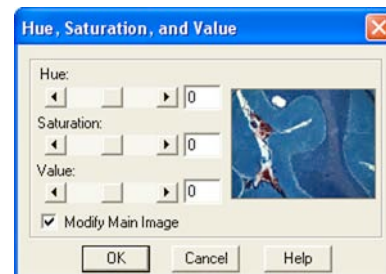 Hue, Saturation, and Value
Hue:
0
Saturation:
0
Value:
0
Modify Main Image
OK
Cancel
Help